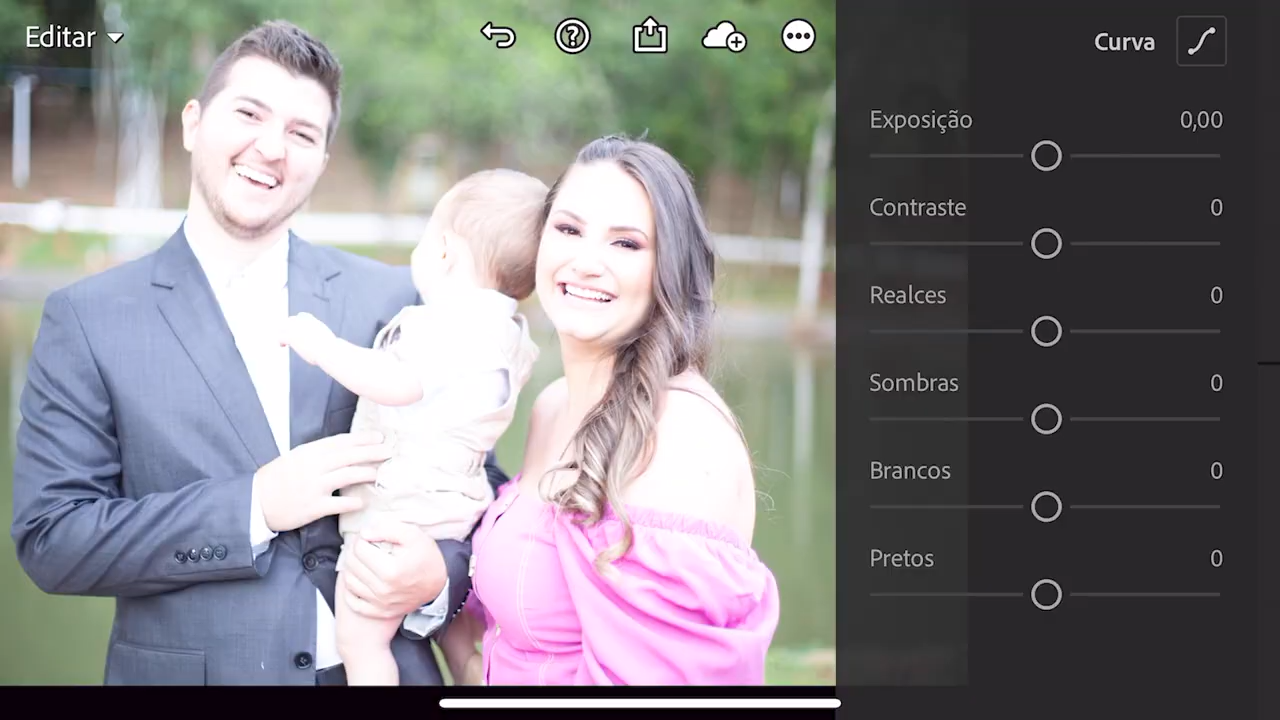 Editar
Curva
Exposição 0,00
Contraste 0
Realces 0
Sombras 0
Brancos 0
Pretos 0